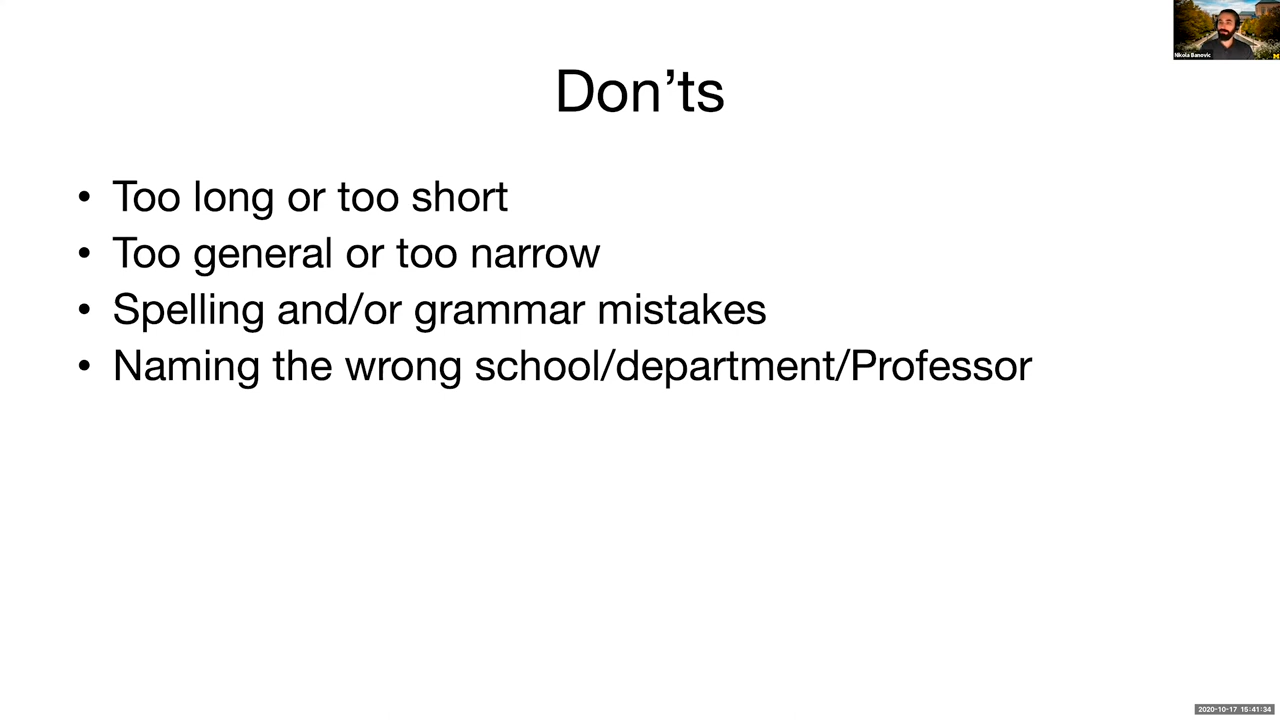 Nikola Banovic
M
Don’ts
• Too long or too short
• Too general or too narrow
• Spelling and/or grammar mistakes
• Naming the wrong school/department/Professor
2020-10-17 15:41:34